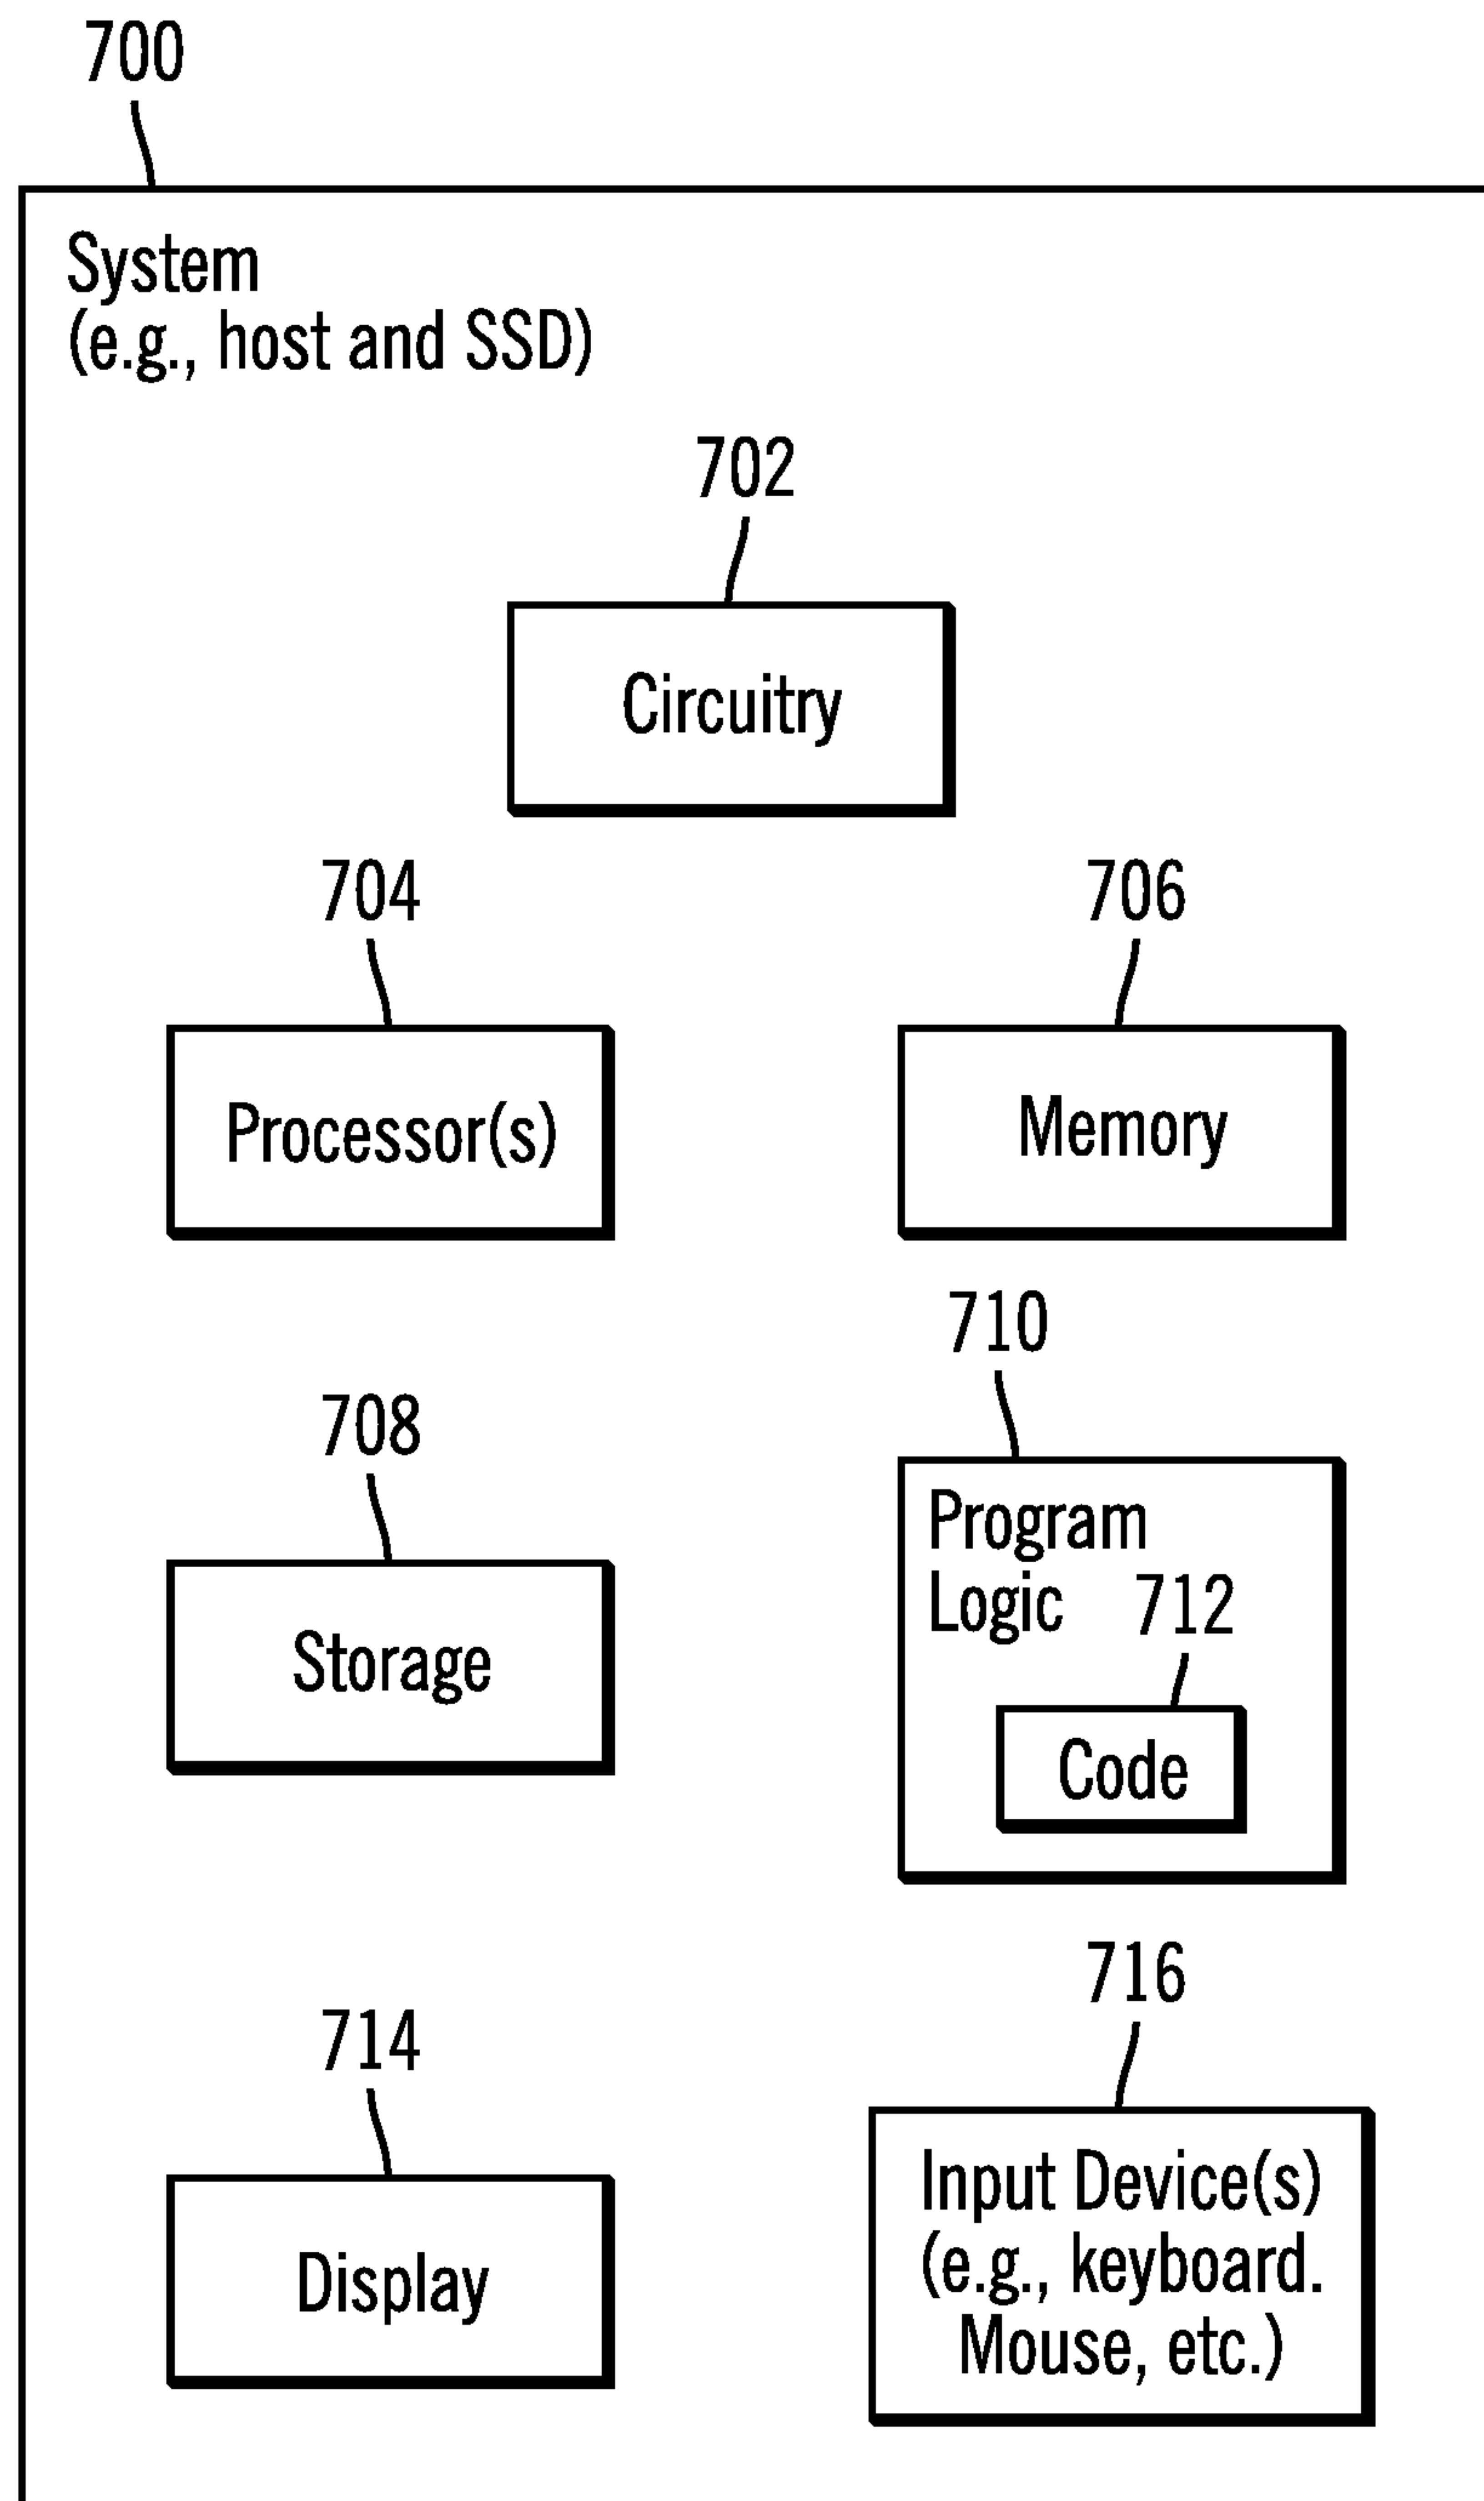 700
System
(e.g., host and SSD)
702
Circuitry
704
706
Processor(s)
Memory
710
708
Program
Logic 712
Storage
Code
716
714
Input Device(s)
(e.g., keyboard.
Mouse, etc.)
Display